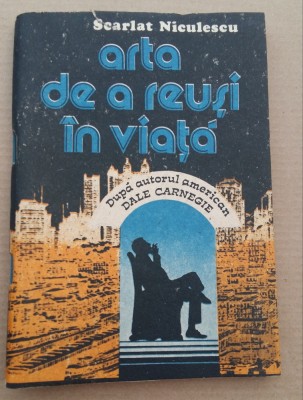 Scarlat Niculescu
arta
de a reuși
în viață
După autorul american
DALE CARNEGIE